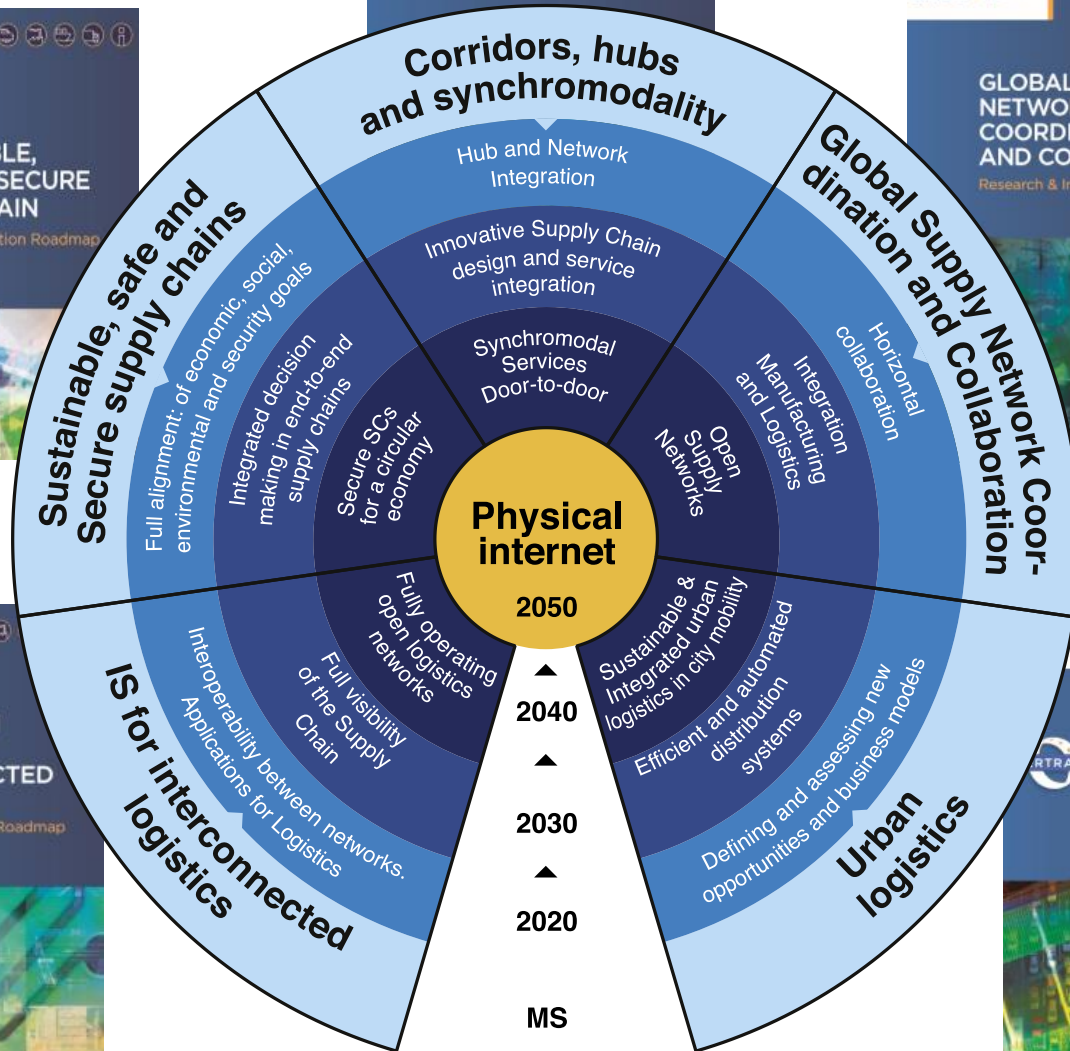 SECURE
AIN
tion Roadmap
GLOBAL
AND CO
Research & In
CTED
Roadmap
Corridors, hubs
and synchromodality
Hub and Network
Integration
Innovative Supply Chain
design and service
integration
Synchromodal
Services
Door-to-door
Global Supply Network Coor-
dination and Collaboration
Horizontal
collaboration
Integration
Manufacturing
and Logistics
Open
Supply
Networks
Sustainable, safe and
Secure supply chains
Full alignment: of economic, social,
environmental and security goals
Integrated decision
making in end-to-end
supply chains
Secure SCs
for a circular
economy
IS for interconnected
logistics
Interoperability between networks.
Applications for Logistics
Full visibility
of the Supply
Chain
Fully operating
open logistics
networks
Urban
logistics
Defining and assessing new
opportunities and business models
Efficient and automated
distribution
systems
Sustainable &
Integrated urban
logistics in city mobility
Physical
internet
2050
2040
2030
2020
MS